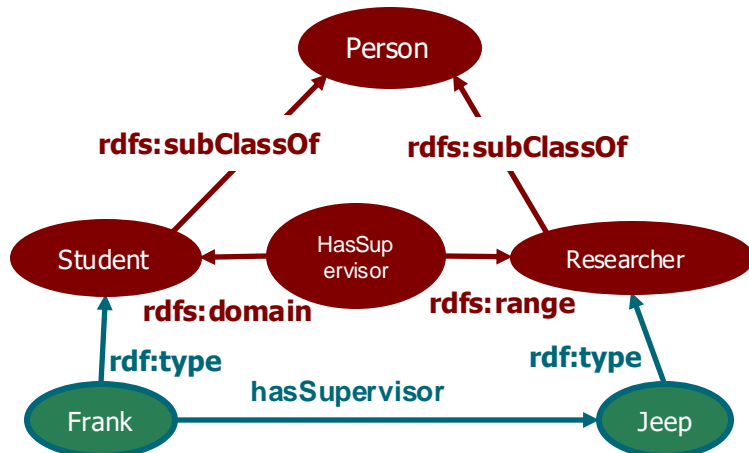 Person
rdfs:subClassOf
rdfs:subClassOf
Student
HasSup
ervisor
Researcher
rdfs:domain
rdfs:range
rdf:type
rdf:type
hasSupervisor
Frank
Jeep